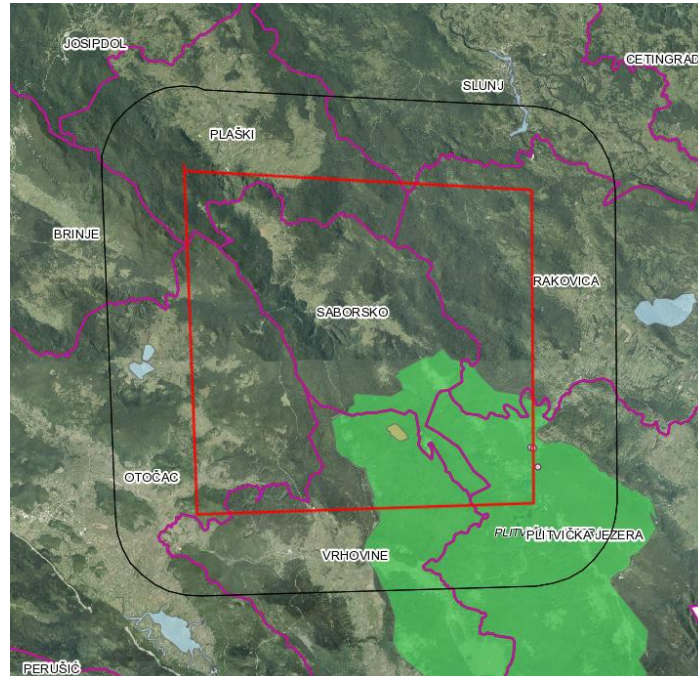 JOSIPDOL
CETINGRAD
SLUNJ
PLAŠKI
BRINJE
RAKOVICA
SABORSKO
OTOČAC
PLITVIČKA JEZERA
VRHOVINE
PERUŠIĆ